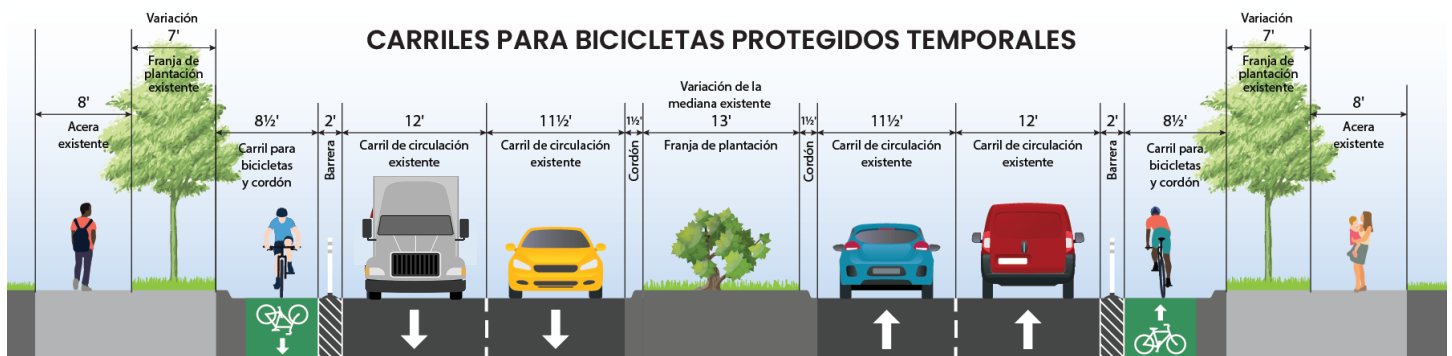 CARRILES PARA BICICLETAS PROTEGIDOS TEMPORALES
8'
Acera
existente
Variación
7'
Franja de
plantación
existente
8½'
Carril para
bicicletas
y cordón
2'
Barrera
12'
Carril de circulación
existente
11½'
Carril de circulación
existente
1½'
Cordón
Variación de la
mediana existente
13'
Franja de plantación
1½'
Cordón
11½'
Carril de circulación
existente
12'
Carril de circulación
existente
2'
Barrera
8½'
Carril para
bicicletas
y cordón
Variación
7'
Franja de
plantación
existente
8'
Acera
existente